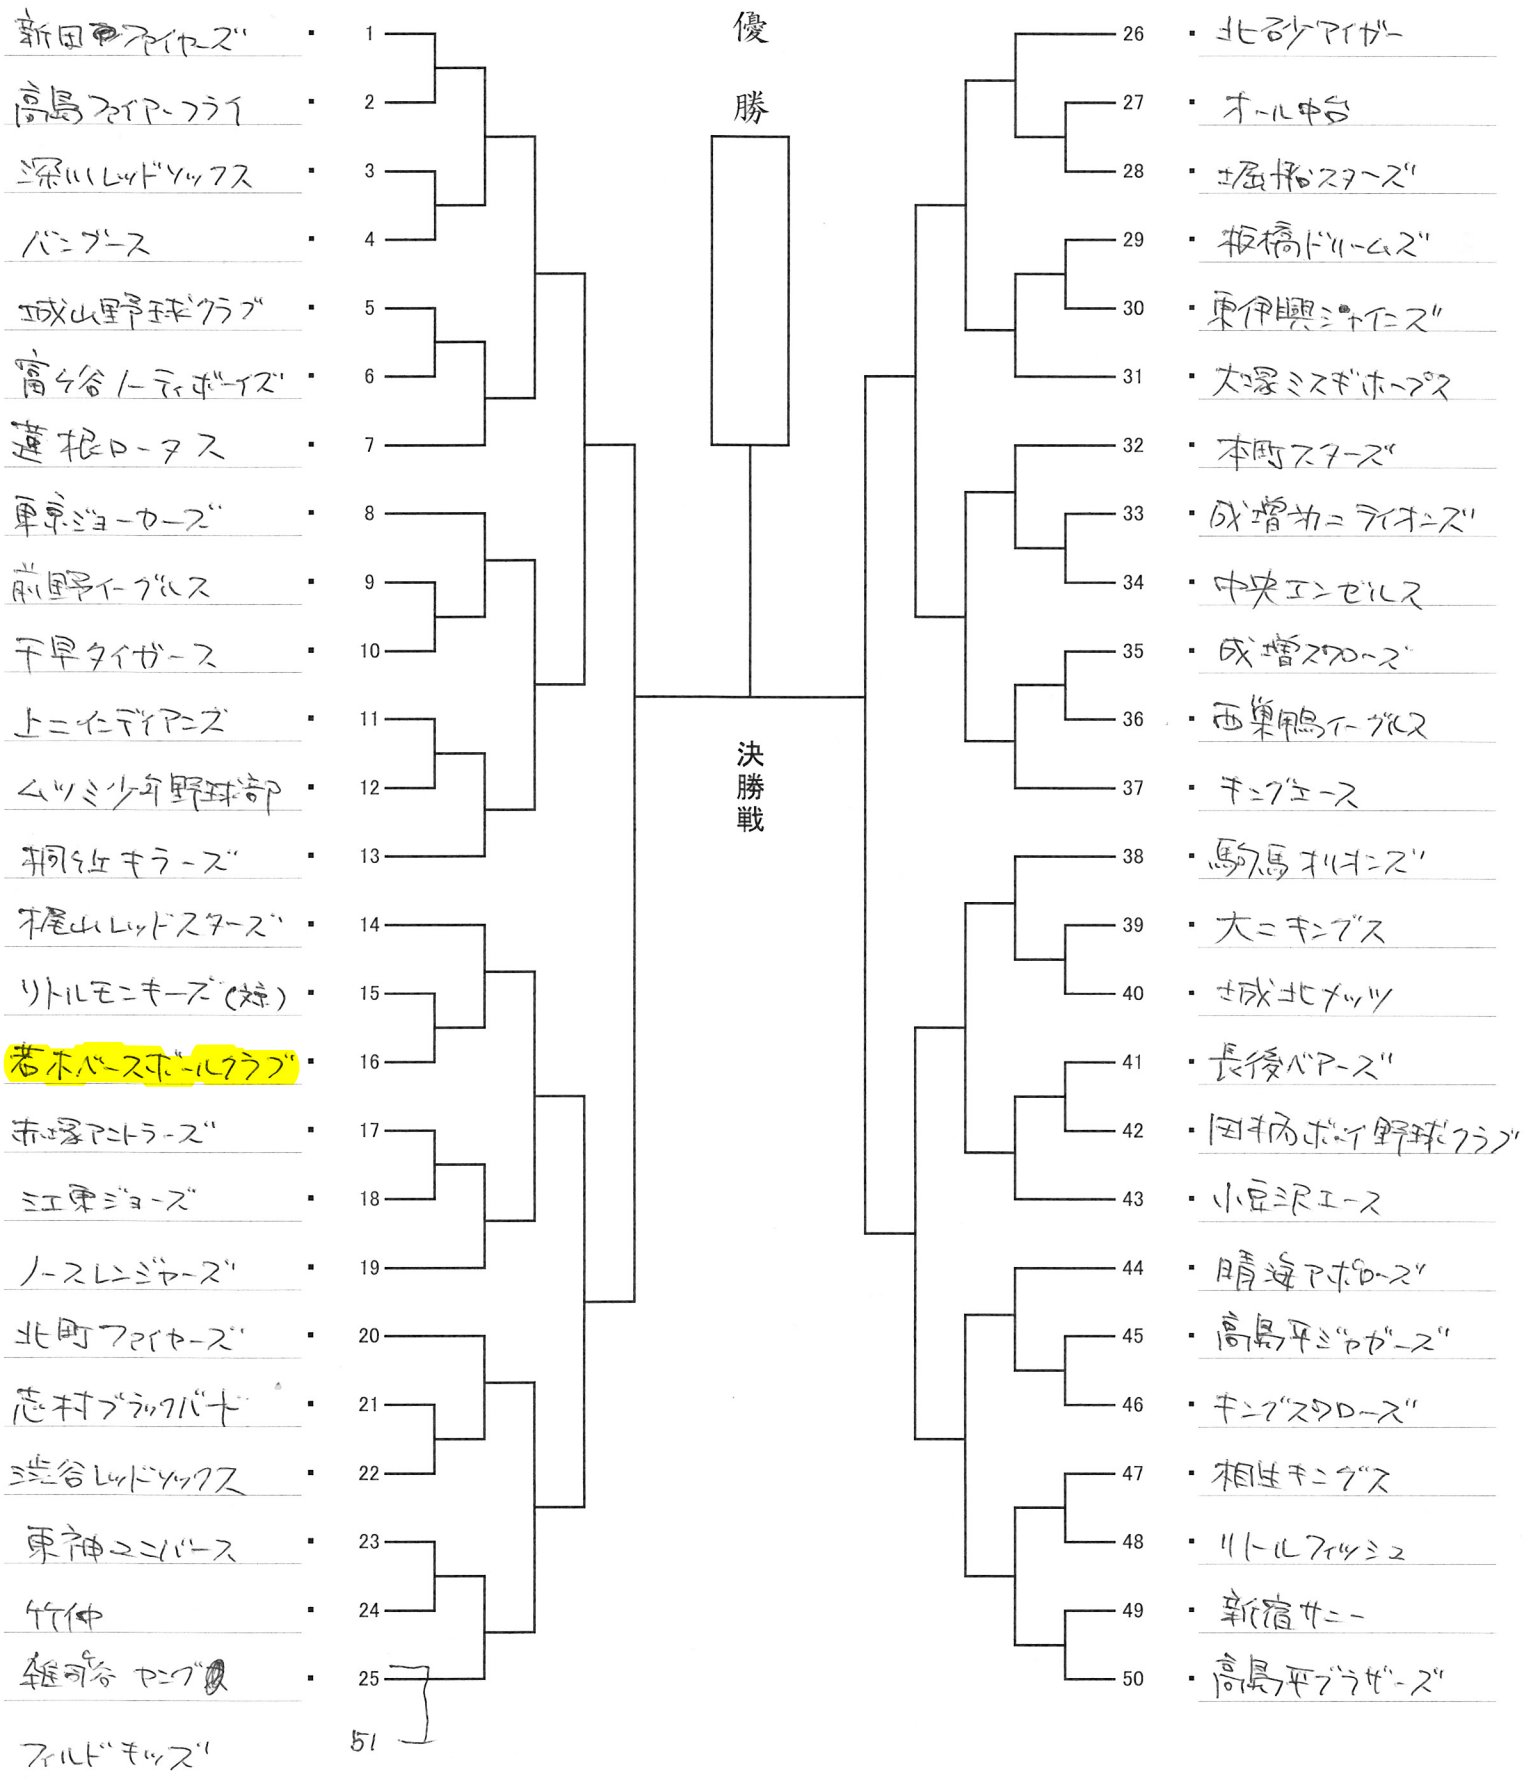 優勝
決勝戦
新田ファイヤーズ 1
高島ファイアーフライ 2
深川レッドソックス 3
バンブース 4
城山野球クラブ 5
富ケ谷ノーティボーイズ 6
蓮根ロータス 7
東京ジョーカーズ 8
前野イーグルス 9
千早タイガース 10
上二インディアンズ 11
ムツミ少年野球部 12
桐ヶ丘キラーズ 13
梶山レッドスターズ 14
リトルモンキーズ 15
若木ベースボールクラブ 16
赤塚アントラーズ 17
江東ジョーズ 18
ノースレンジャーズ 19
北町ファイヤーズ 20
志村ブラックバード 21
渋谷レッドソックス 22
東神ユニバース 23
竹仲 24
雑司ヶ谷 ヤング 25
フィルドキッズ 51
26 北砂アイガー
27 オール中台
28 堀船スターズ
29 板橋ドリームズ
30 東伊興ジャイアンズ
31 大塚ミスギホープス
32 本町スターズ
33 成増カニライオンズ
34 中央エンゼルス
35 成増スワローズ
36 西巣鴨イーグルス
37 キングエース
38 駒馬オリオンズ
39 大二キングス
40 城北メッツ
41 長後ベアーズ
42 田柄ボーイ野球クラブ
43 小豆沢エース
44 晴海アポローズ
45 高島平ジャガーズ
46 キングスワローズ
47 相生キングス
48 リトルフィッシュ
49 新宿サニー
50 高島平ブラザーズ